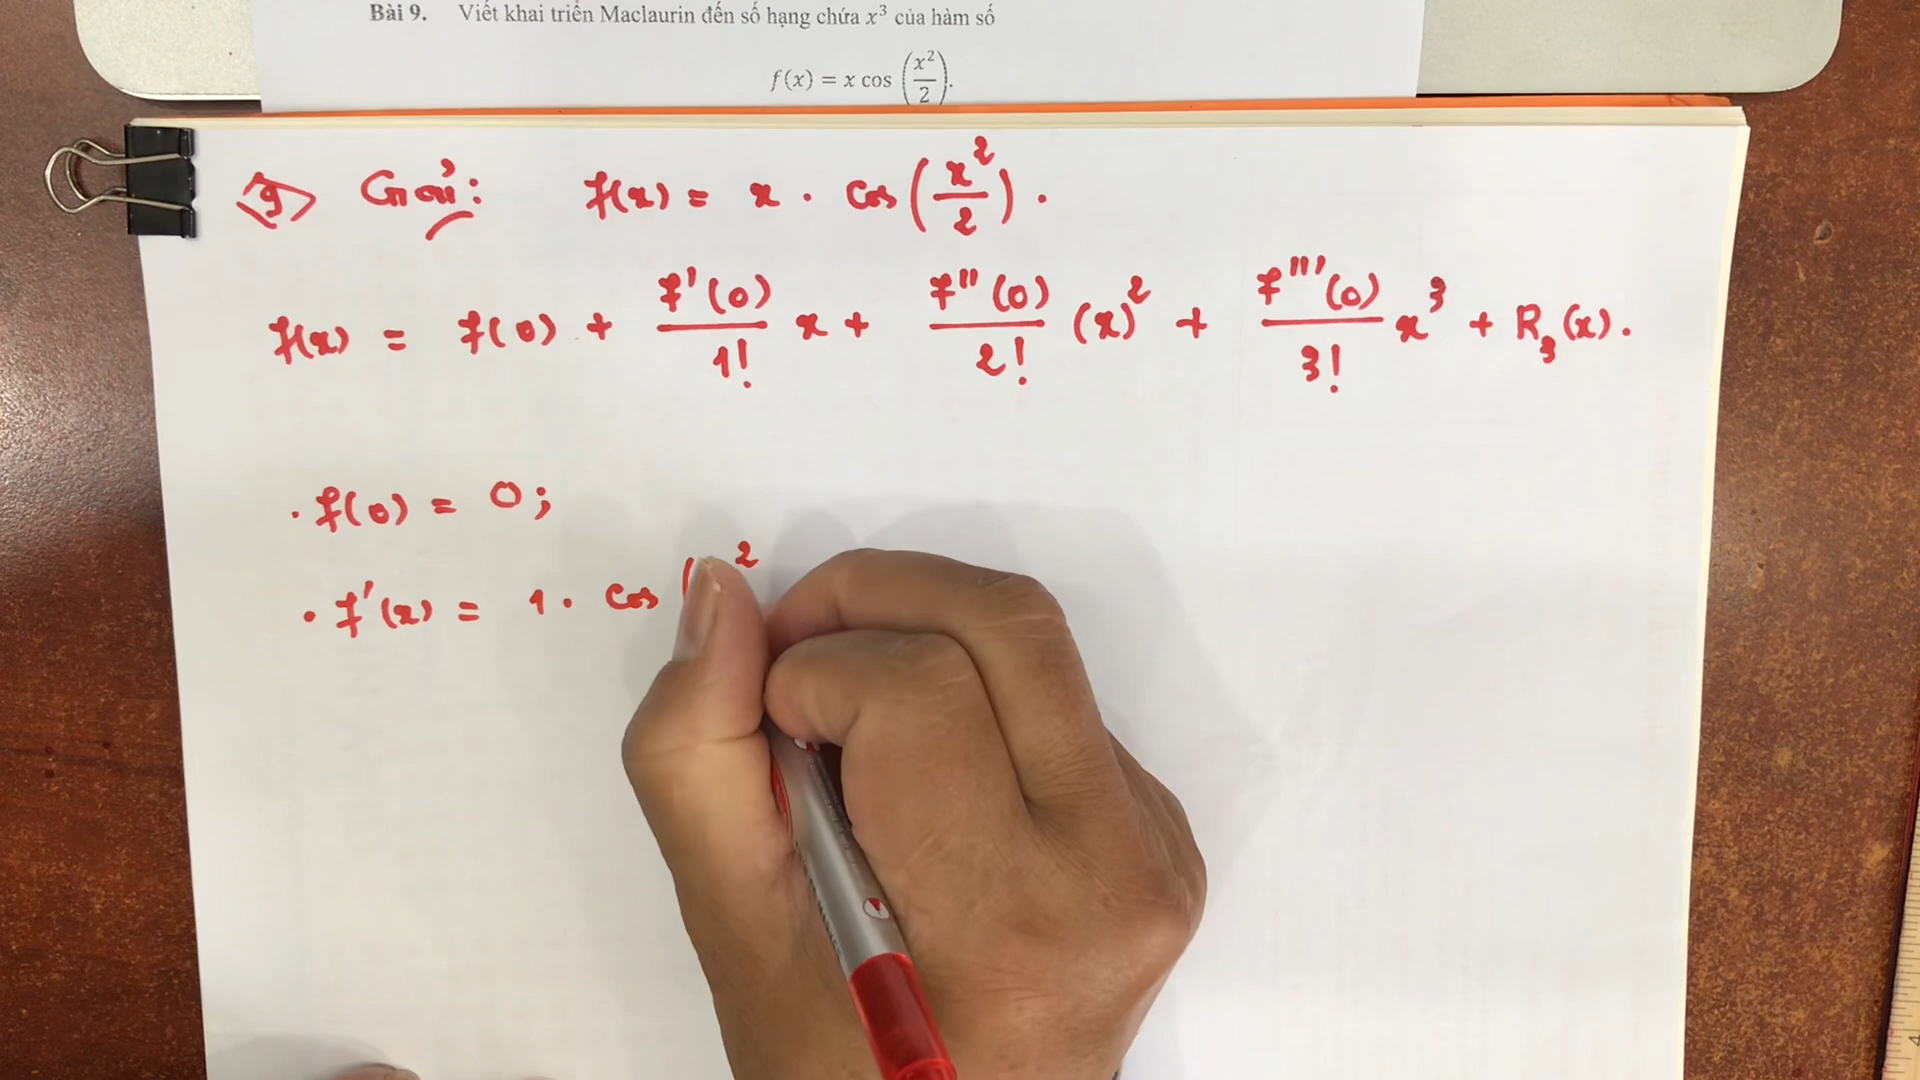 Bài 9. Viết khai triển Maclaurin đến số hạng chứa x³ của hàm số
f(x) = x cos (x²/2).
9 Giải: f(x) = x . cos (x²/2) .
f(x) = f(0) + f'(0)/1! x + f''(0)/2! (x)² + f'''(0)/3! x³ + R₃(x).
. f(0) = 0;
. f'(x) = 1 . cos ( 2